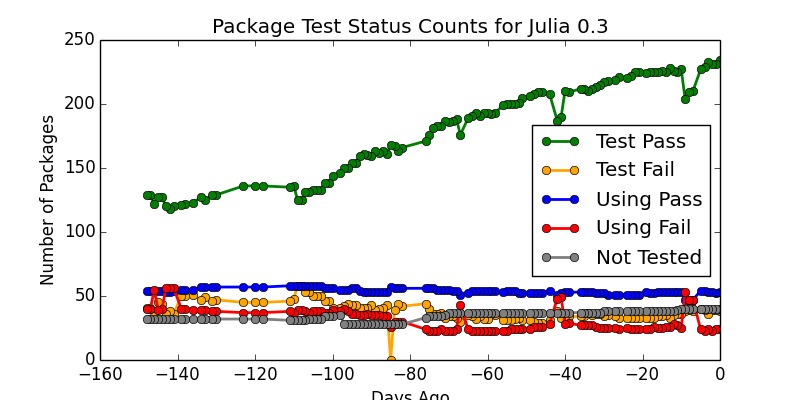 Package Test Status Counts for Julia 0.3
250
200
150
100
50
0
Number of Packages
Test Pass
Test Fail
Using Pass
Using Fail
Not Tested
−160 −140 −120 −100 −80 −60 −40 −20 0
Days Ago